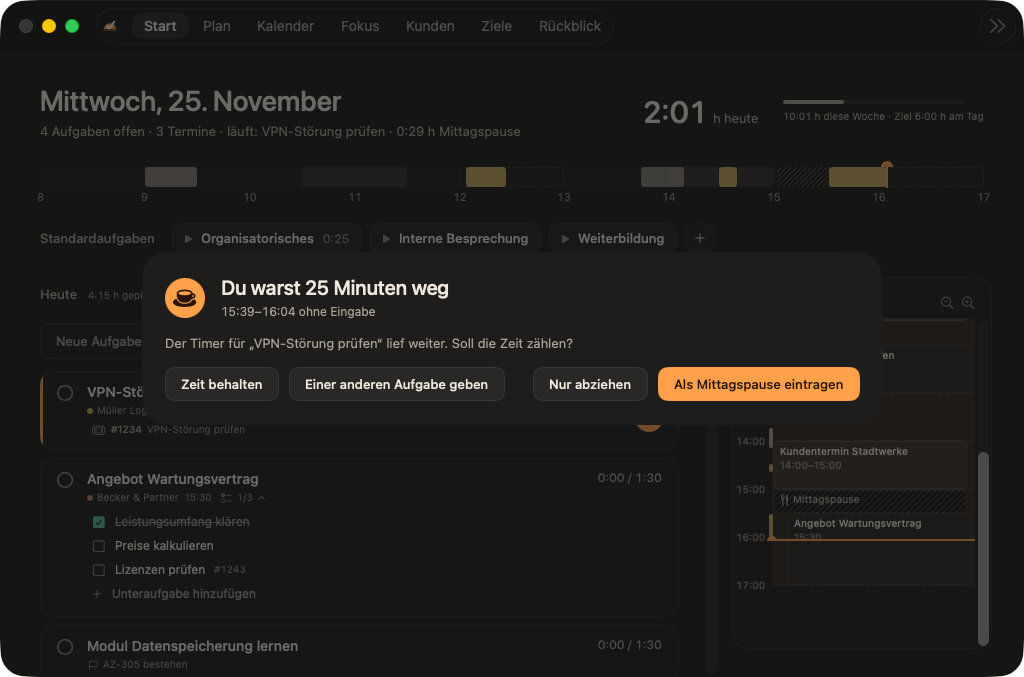 Start Plan Kalender Fokus Kunden Ziele Rückblick
Mittwoch, 25. November
4 Aufgaben offen · 3 Termine · läuft: VPN-Störung prüfen · 0:29 h Mittagspause
2:01 h heute
10:01 h diese Woche · Ziel 6:00 h am Tag
8 9 10 11 12 13 14 15 16 17
Standardaufgaben Organisatorisches 0:25 Interne Besprechung Weiterbildung +
Du warst 25 Minuten weg
15:39–16:04 ohne Eingabe
Der Timer für „VPN-Störung prüfen“ lief weiter. Soll die Zeit zählen?
Zeit behalten
Einer anderen Aufgabe geben
Nur abziehen
Als Mittagspause eintragen
Heute
Neue Aufgabe
#1234 VPN-Störung prüfen
Angebot Wartungsvertrag 0:00 / 1:30
Becker & Partner 15:30 1/3
Leistungsumfang klären
Preise kalkulieren
Lizenzen prüfen #1243
+ Unteraufgabe hinzufügen
Modul Datenspeicherung lernen 0:00 / 1:30
AZ-305 bestehen
14:00
Kundentermin Stadtwerke
14:00–15:00
15:00
Mittagspause
Angebot Wartungsvertrag
15:30
16:00
17:00